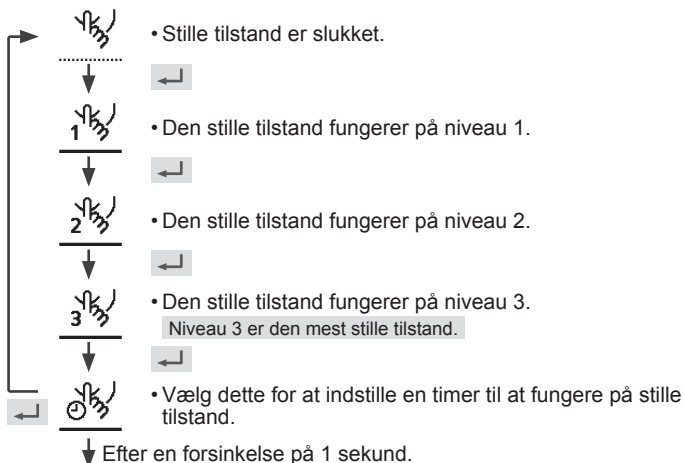 • Stille tilstand er slukket.
1
• Den stille tilstand fungerer på niveau 1.
2
• Den stille tilstand fungerer på niveau 2.
3
• Den stille tilstand fungerer på niveau 3.
Niveau 3 er den mest stille tilstand.
• Vælg dette for at indstille en timer til at fungere på stille
tilstand.
Efter en forsinkelse på 1 sekund.